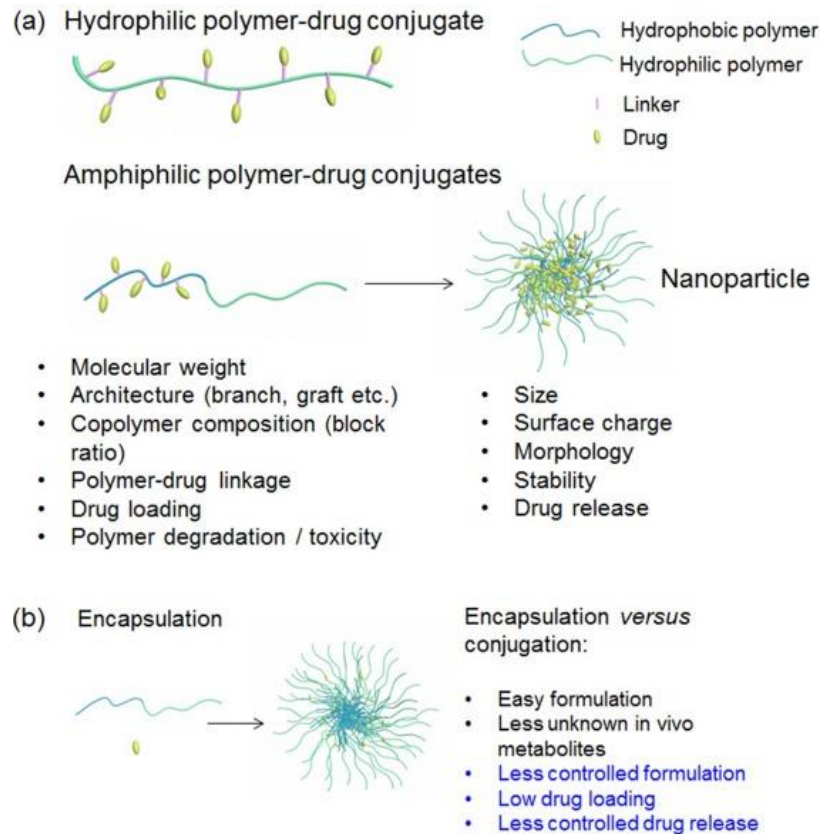 (a) Hydrophilic polymer-drug conjugate
Hydrophobic polymer
Hydrophilic polymer
Linker
Drug
Amphiphilic polymer-drug conjugates
Nanoparticle
• Molecular weight
• Architecture (branch, graft etc.)
• Copolymer composition (block
ratio)
• Polymer-drug linkage
• Drug loading
• Polymer degradation / toxicity
• Size
• Surface charge
• Morphology
• Stability
• Drug release
(b) Encapsulation
Encapsulation versus
conjugation:
• Easy formulation
• Less unknown in vivo
metabolites
• Less controlled formulation
• Low drug loading
• Less controlled drug release